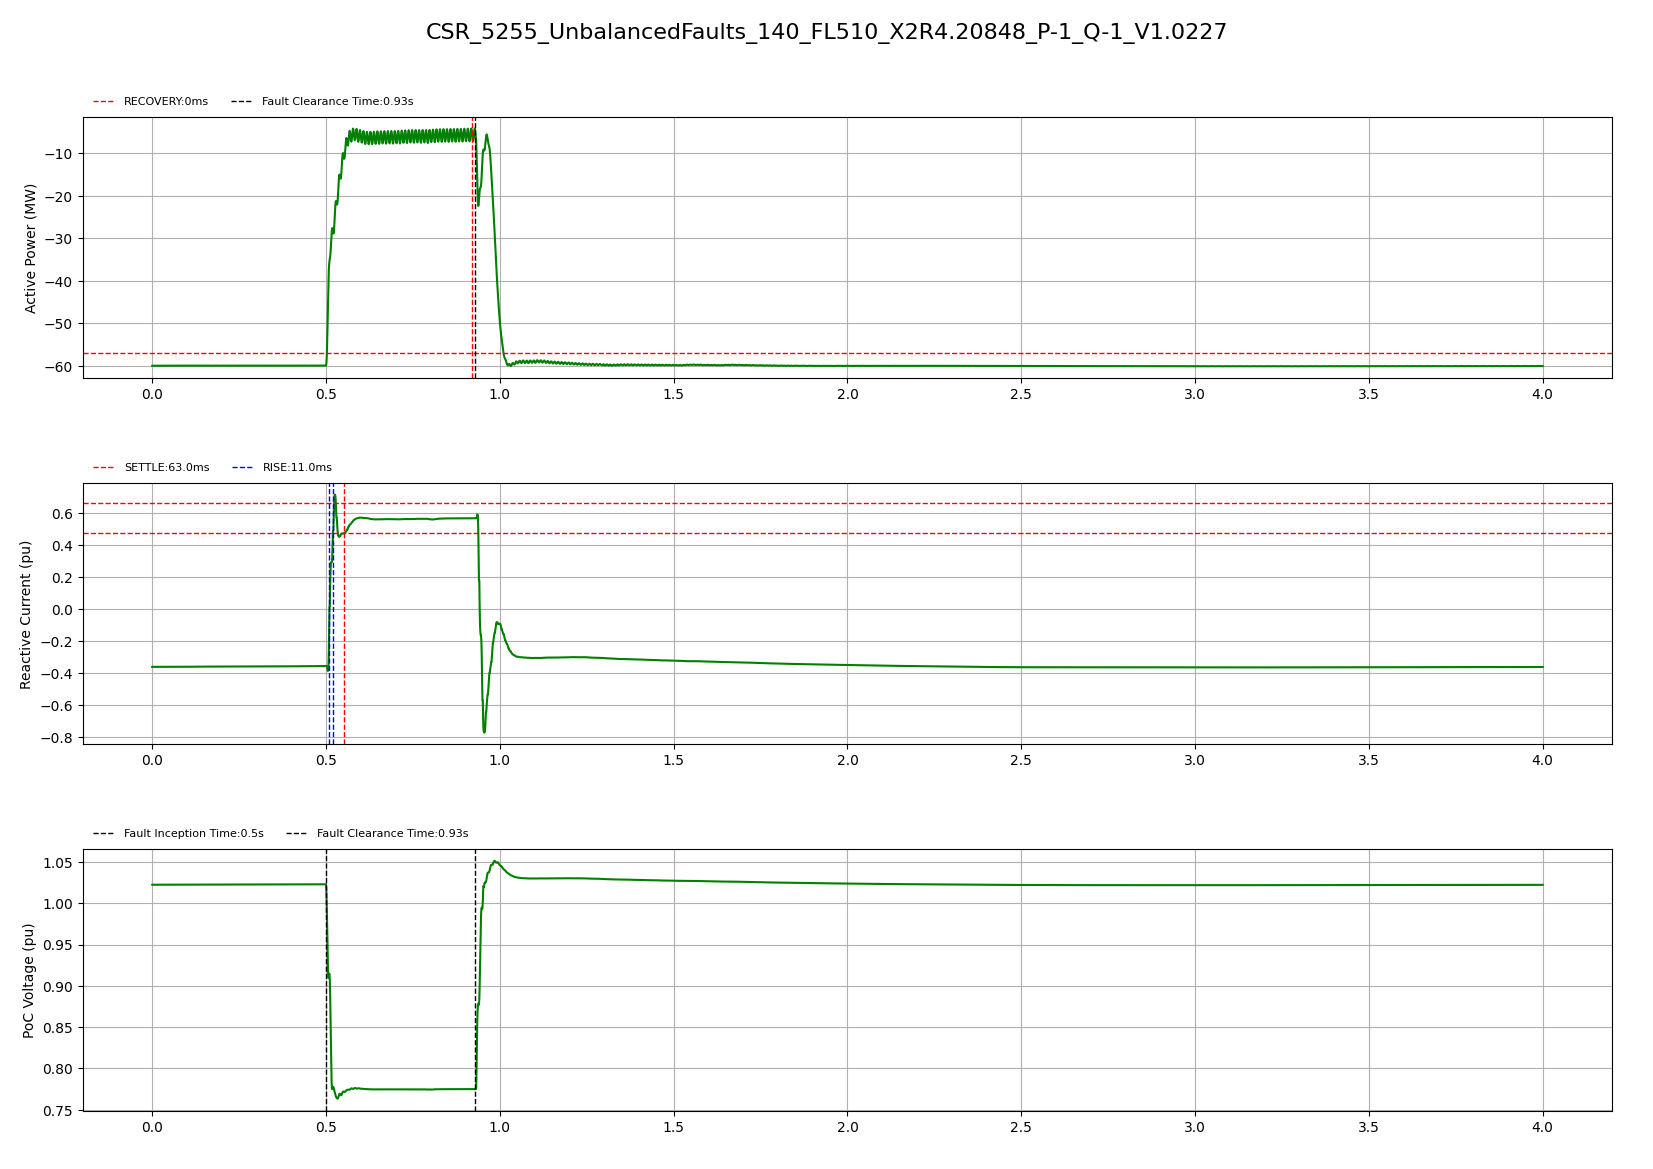 CSR_5255_UnbalancedFaults_140_FL510_X2R4.20848_P-1_Q-1_V1.0227
RECOVERY:0ms Fault Clearance Time:0.93s
Active Power (MW)
−10
−20
−30
−40
−50
−60
0.0 0.5 1.0 1.5 2.0 2.5 3.0 3.5 4.0
SETTLE:63.0ms RISE:11.0ms
Reactive Current (pu)
0.6
0.4
0.2
0.0
−0.2
−0.4
−0.6
−0.8
0.0 0.5 1.0 1.5 2.0 2.5 3.0 3.5 4.0
Fault Inception Time:0.5s Fault Clearance Time:0.93s
PoC Voltage (pu)
1.05
1.00
0.95
0.90
0.85
0.80
0.75
0.0 0.5 1.0 1.5 2.0 2.5 3.0 3.5 4.0